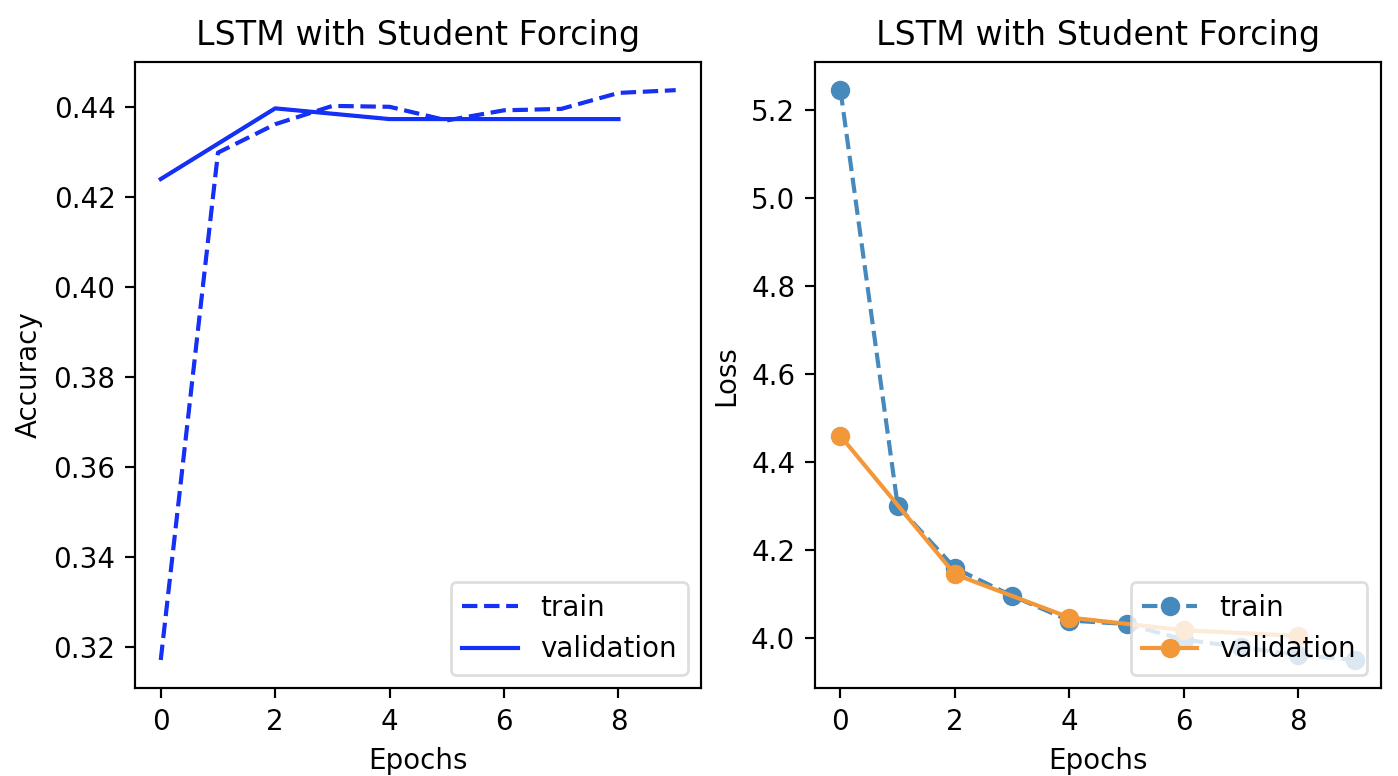 LSTM with Student Forcing
Accuracy
0.44
0.42
0.40
0.38
0.36
0.34
0.32
0 2 4 6 8
Epochs
train
validation
LSTM with Student Forcing
Loss
5.2
5.0
4.8
4.6
4.4
4.2
4.0
0 2 4 6 8
Epochs
train
validation